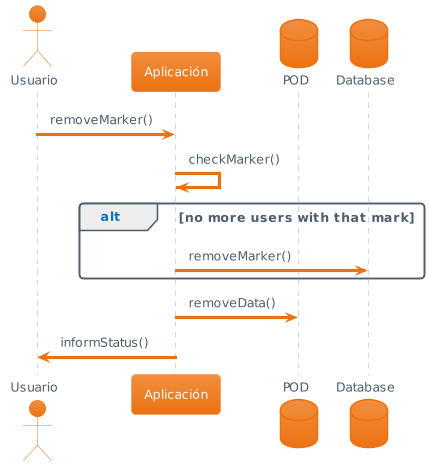 Usuario
Aplicación
POD
Database
removeMarker()
checkMarker()
alt
[no more users with that mark]
removeMarker()
removeData()
informStatus()
Usuario
Aplicación
POD
Database